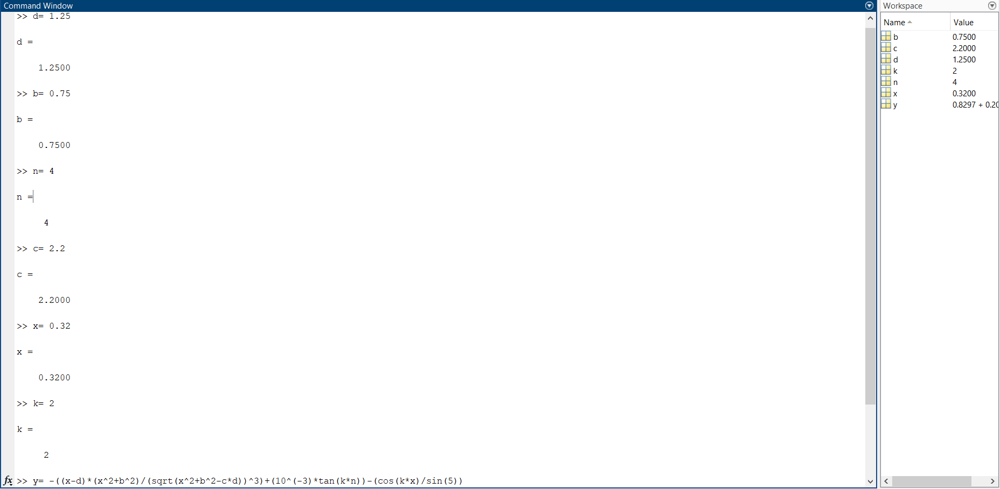 Command Window
>> d= 1.25
d =
1.2500
>> b= 0.75
b =
0.7500
>> n= 4
n =
4
>> c= 2.2
c =
2.2000
>> x= 0.32
x =
0.3200
>> k= 2
k =
2
fx >> y= -((x-d)*(x^2+b^2)/(sqrt(x^2+b^2-c*d))^3)+(10^(-3)*tan(k*n))-(cos(k*x)/sin(5))
Workspace
Name Value
b 0.7500
c 2.2000
d 1.2500
k 2
n 4
x 0.3200
y 0.8297 + 0.20